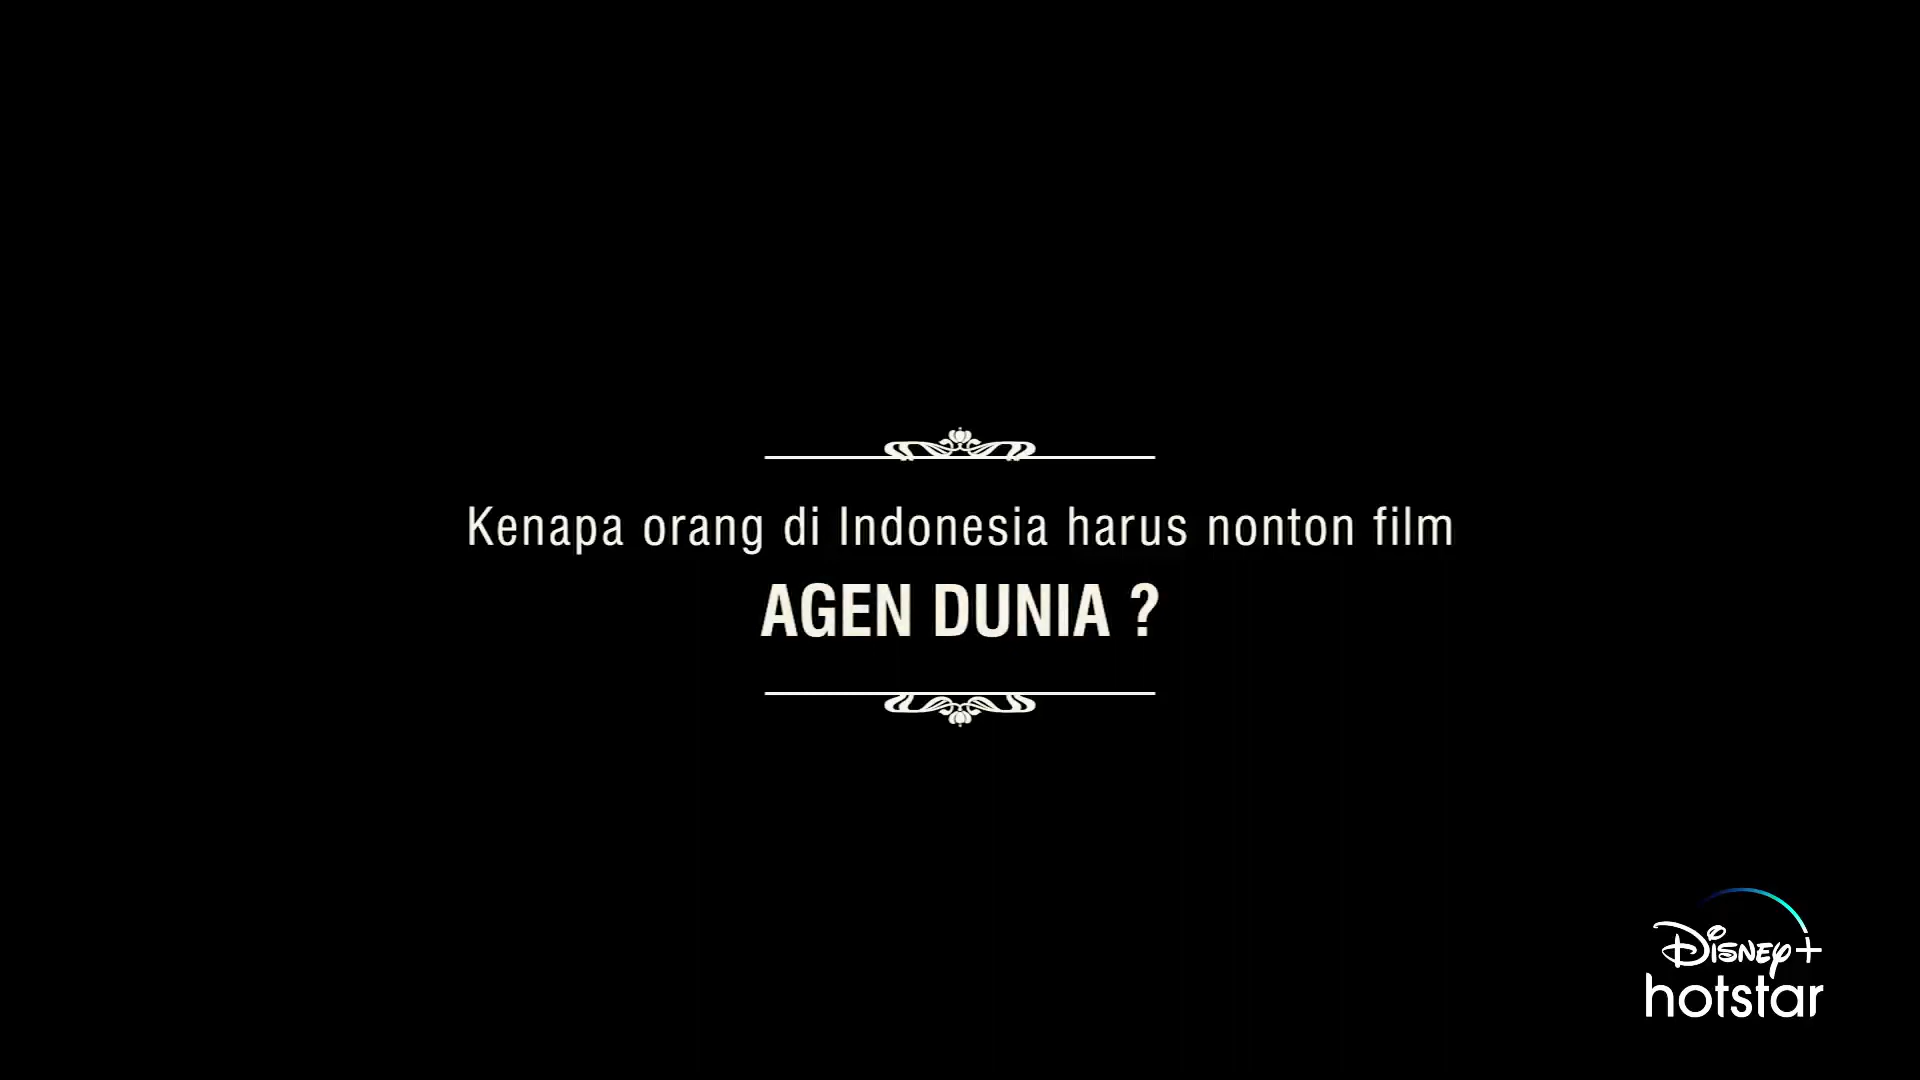 Kenapa orang di Indonesia harus nonton film
AGEN DUNIA ?
Disney+
hotstar